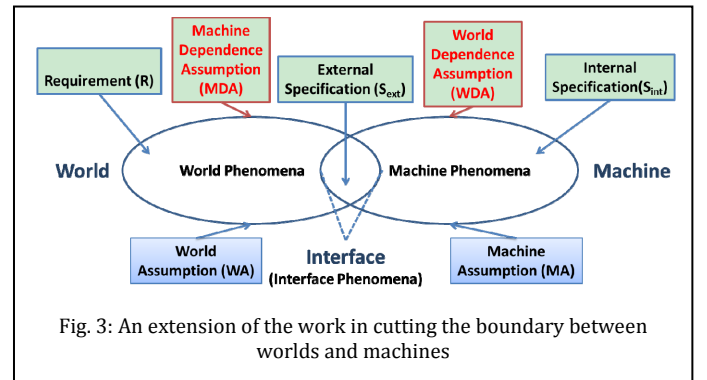 Machine
Dependence
Assumption
(MDA)
World
Dependence
Assumption
(WDA)
Requirement (R)
External
Specification (Sext)
Internal
Specification(Sint)
World
World Phenomena
Machine Phenomena
Machine
World
Assumption (WA)
Interface
(Interface Phenomena)
Machine
Assumption (MA)
Fig. 3: An extension of the work in cutting the boundary between
worlds and machines